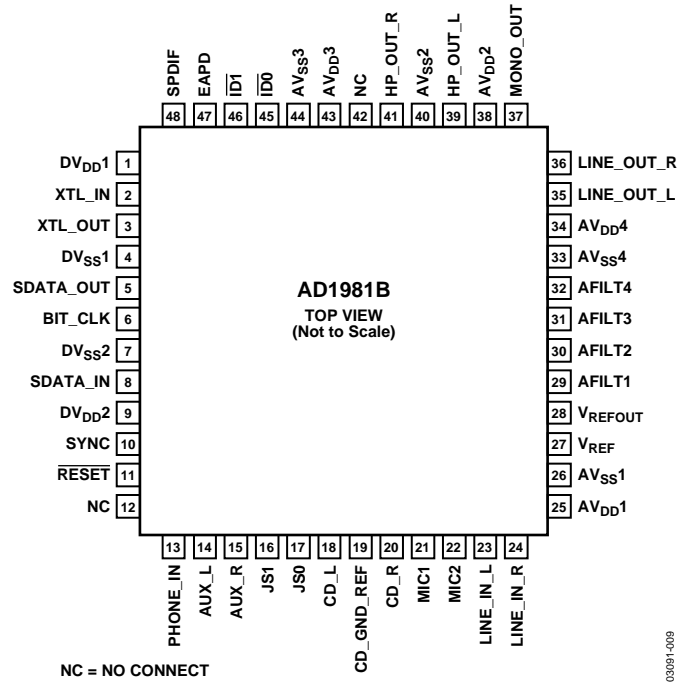 SPDIF
EAPD
ID1
ID0
AVSS3
AVDD3
NC
HP_OUT_R
AVSS2
HP_OUT_L
AVDD2
MONO_OUT
48 47 46 45 44 43 42 41 40 39 38 37
DVDD1 1
XTL_IN 2
XTL_OUT 3
DVSS1 4
SDATA_OUT 5
BIT_CLK 6
DVSS2 7
SDATA_IN 8
DVDD2 9
SYNC 10
RESET 11
NC 12
AD1981B
TOP VIEW
(Not to Scale)
36 LINE_OUT_R
35 LINE_OUT_L
34 AVDD4
33 AVSS4
32 AFILT4
31 AFILT3
30 AFILT2
29 AFILT1
28 VREFOUT
27 VREF
26 AVSS1
25 AVDD1
13 14 15 16 17 18 19 20 21 22 23 24
PHONE_IN
AUX_L
AUX_R
JS1
JS0
CD_L
CD_GND_REF
CD_R
MIC1
MIC2
LINE_IN_L
LINE_IN_R
NC = NO CONNECT
03091-009